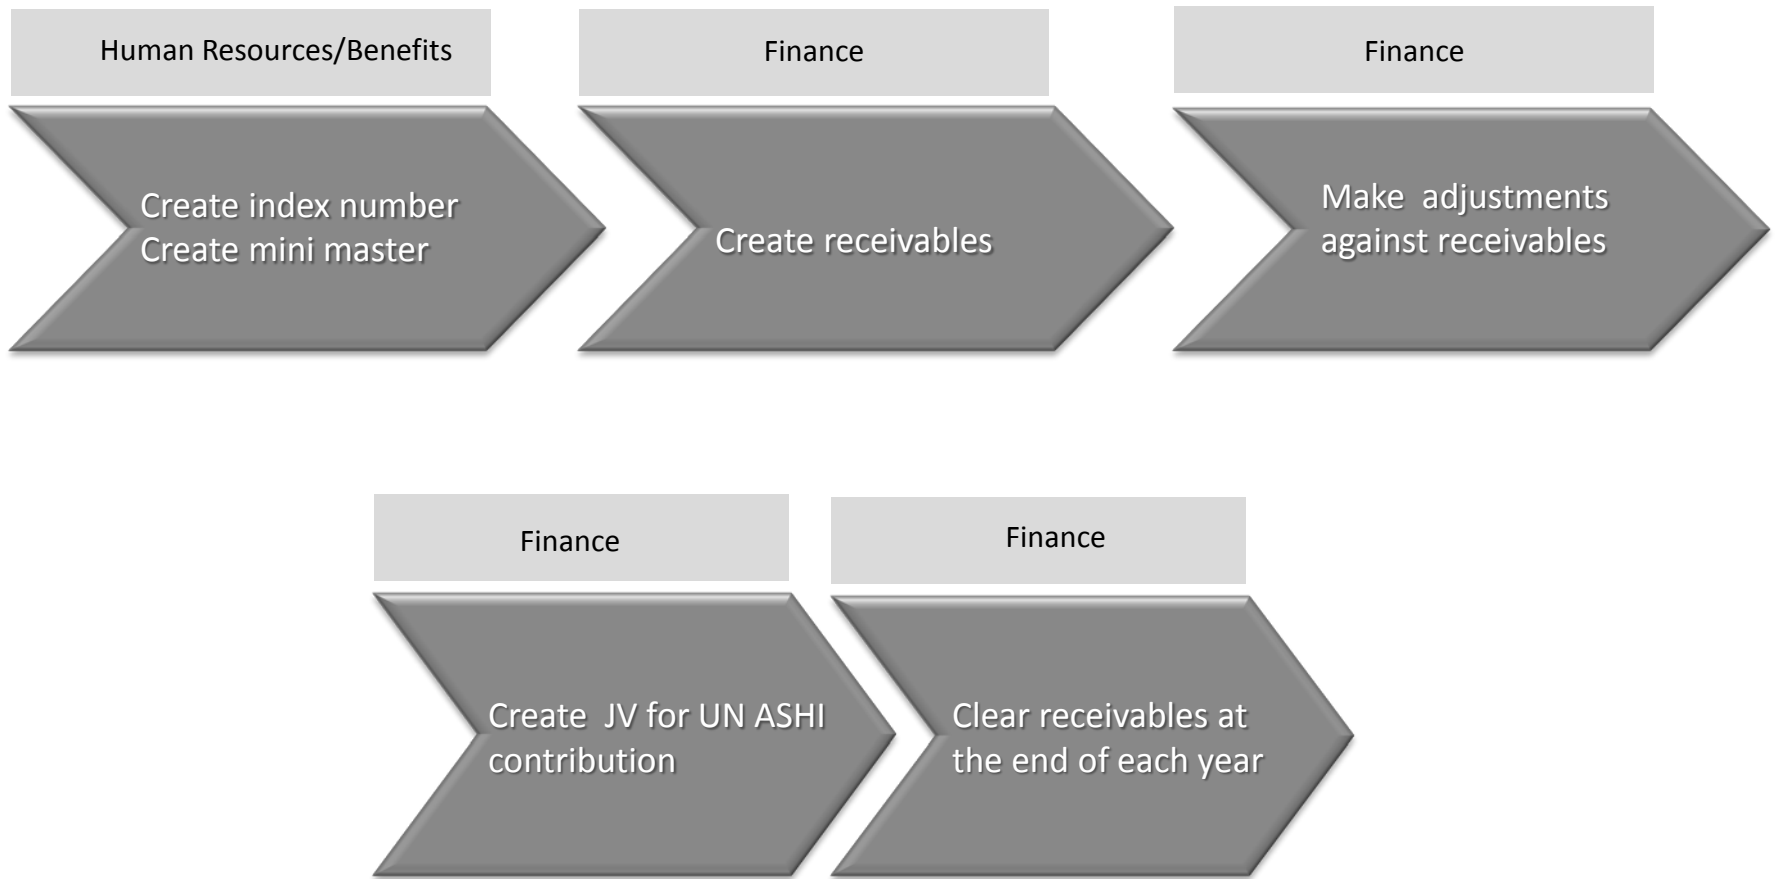 Human Resources/Benefits
Finance
Finance
Create index number
Create mini master
Create receivables
Make  adjustments
against receivables
Finance
Finance
Create  JV for UN ASHI
contribution
Clear receivables at
the end of each year